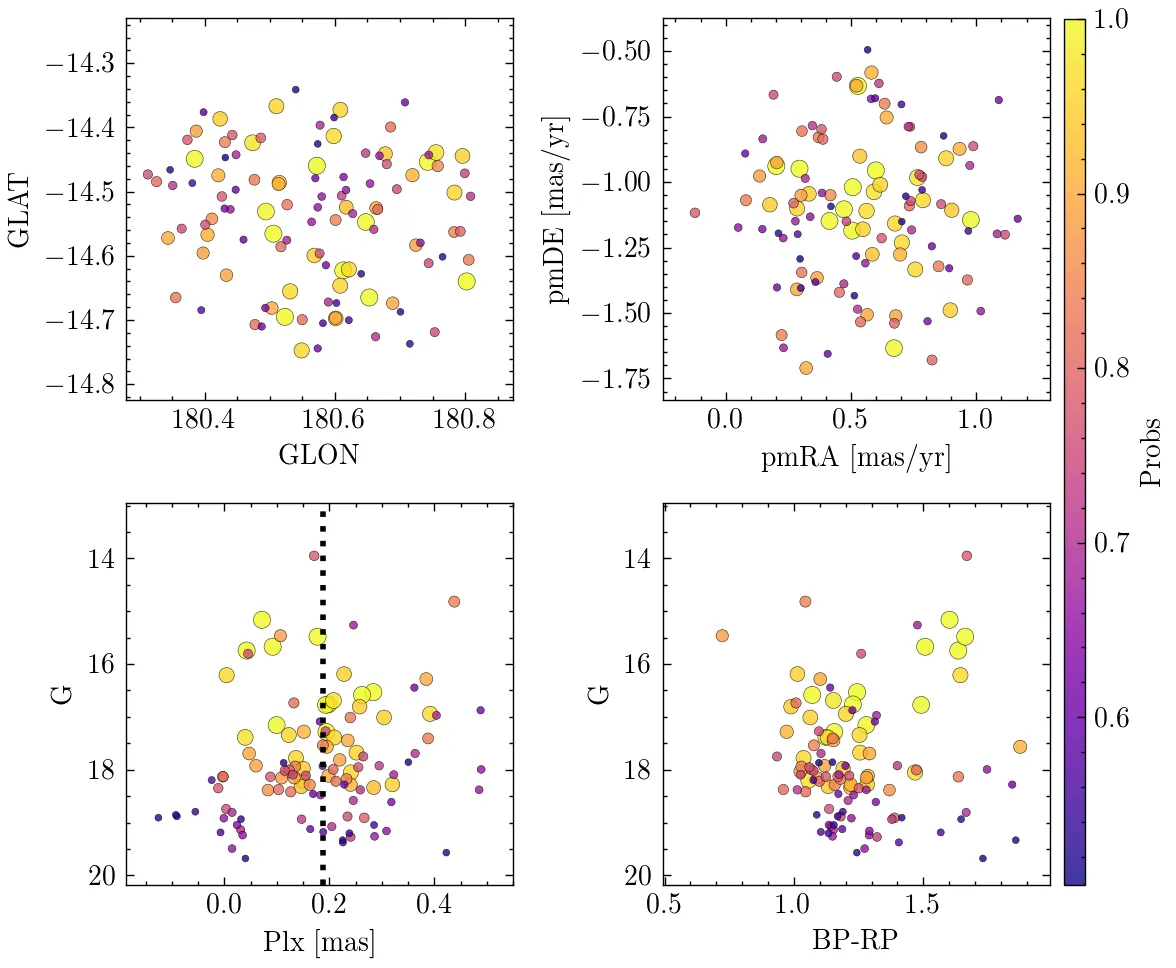 −14.3
−14.4
−14.5
−14.6
−14.7
−14.8
GLAT
180.4 180.6 180.8
GLON
−0.50
−0.75
−1.00
−1.25
−1.50
−1.75
pmDE [mas/yr]
0.0 0.5 1.0
pmRA [mas/yr]
14
16
18
20
G
0.0 0.2 0.4
Plx [mas]
14
16
18
20
G
0.5 1.0 1.5
BP-RP
1.0
0.9
0.8
0.7
0.6
Probs